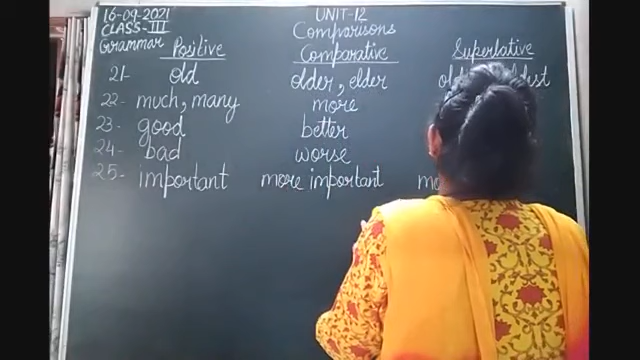 16-09-2021
UNIT-12
CLASS-III
Comparisons
Grammar
Positive Comparative Superlative
21- old older, elder
22- much, many more
23- good better
24- bad worse
25- important more important